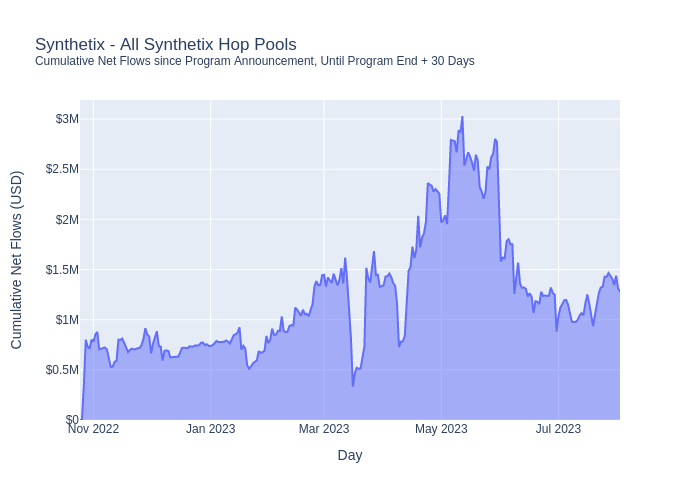 Synthetix - All Synthetix Hop Pools
Cumulative Net Flows since Program Announcement, Until Program End + 30 Days
Cumulative Net Flows (USD)
$3M
$2.5M
$2M
$1.5M
$1M
$0.5M
$0
Nov 2022 Jan 2023 Mar 2023 May 2023 Jul 2023
Day